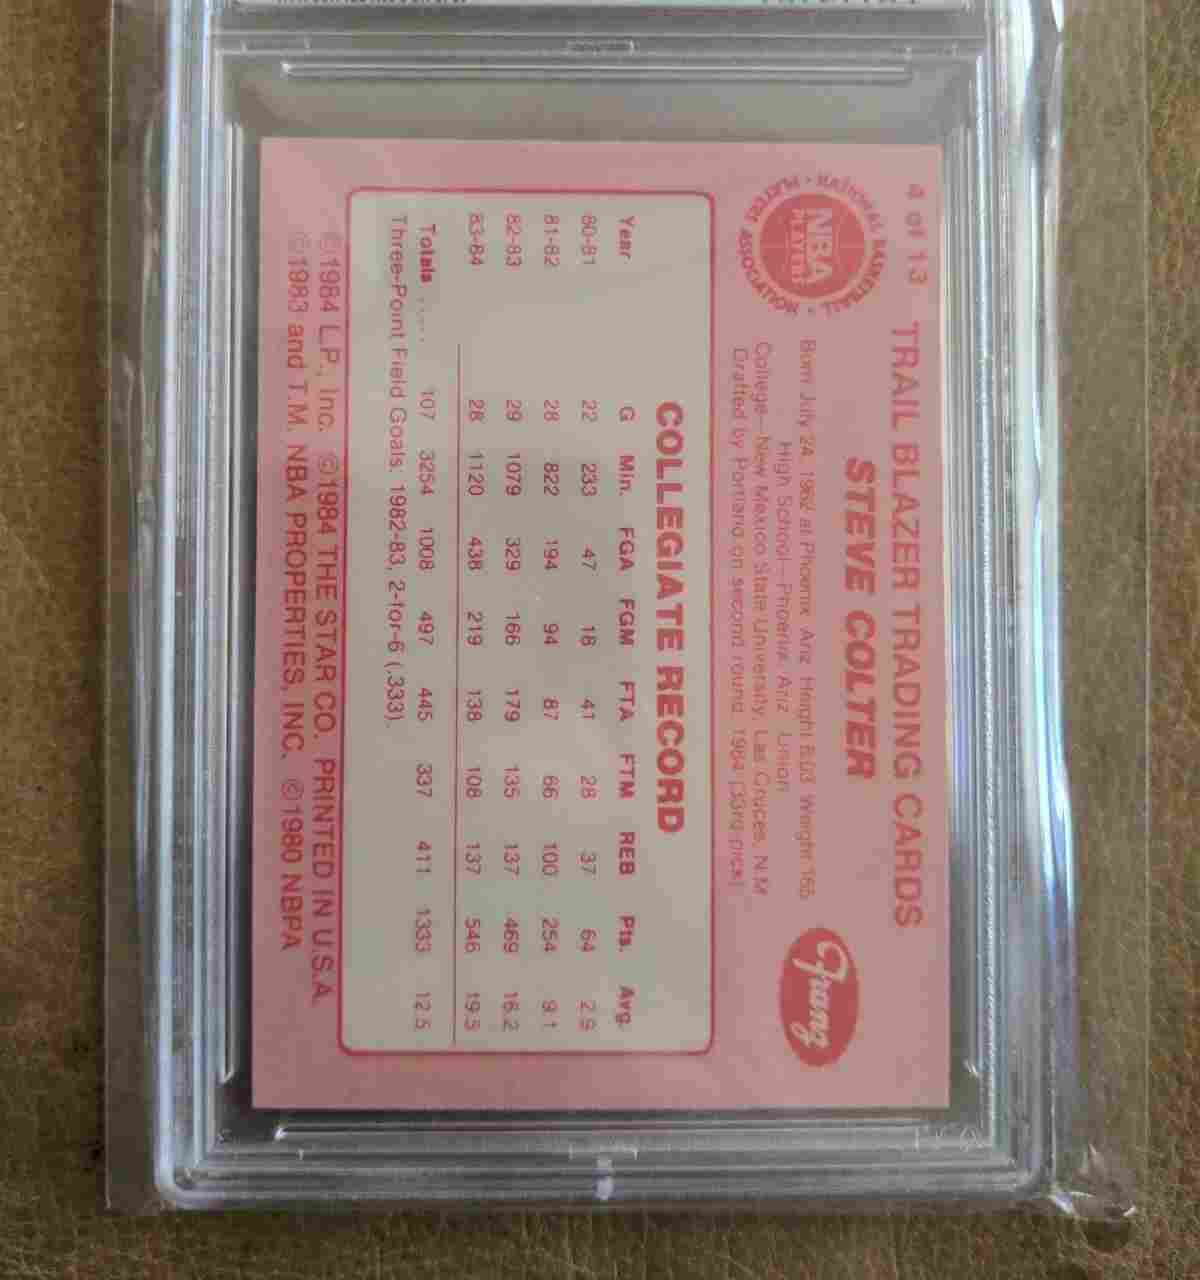 4 of 13 TRAIL BLAZER TRADING CARDS
STEVE COLTER
NATIONAL BASKETBALL PLAYERS ASSOCIATION
NBA
PLAYERS
Franz
Born July 24, 1962 at Phoenix Ariz Height 6:03 Weight 165
High School—Phoenix, Ariz Union
College—New Mexico State University, Las Cruces, N.M
Drafted by Portland on second round, 1984 (33rd pick)
COLLEGIATE RECORD
Year G Min. FGA FGM FTA FTM REB Pts. Avg.
80-81 22 233 47 18 41 28 37 64 2.9
81-82 28 822 194 94 87 66 100 254 9.1
82-83 29 1079 329 166 179 135 137 469 16.2
83-84 28 1120 438 219 138 108 137 546 19.5
Totals ..... 107 3254 1008 497 445 337 411 1333 12.5
Three-Point Field Goals: 1982-83, 2-for-6 (.333).
©1984 L.P., Inc. ©1984 THE STAR CO. PRINTED IN U.S.A.
©1983 and T.M. NBA PROPERTIES, INC. ©1980 NBPA